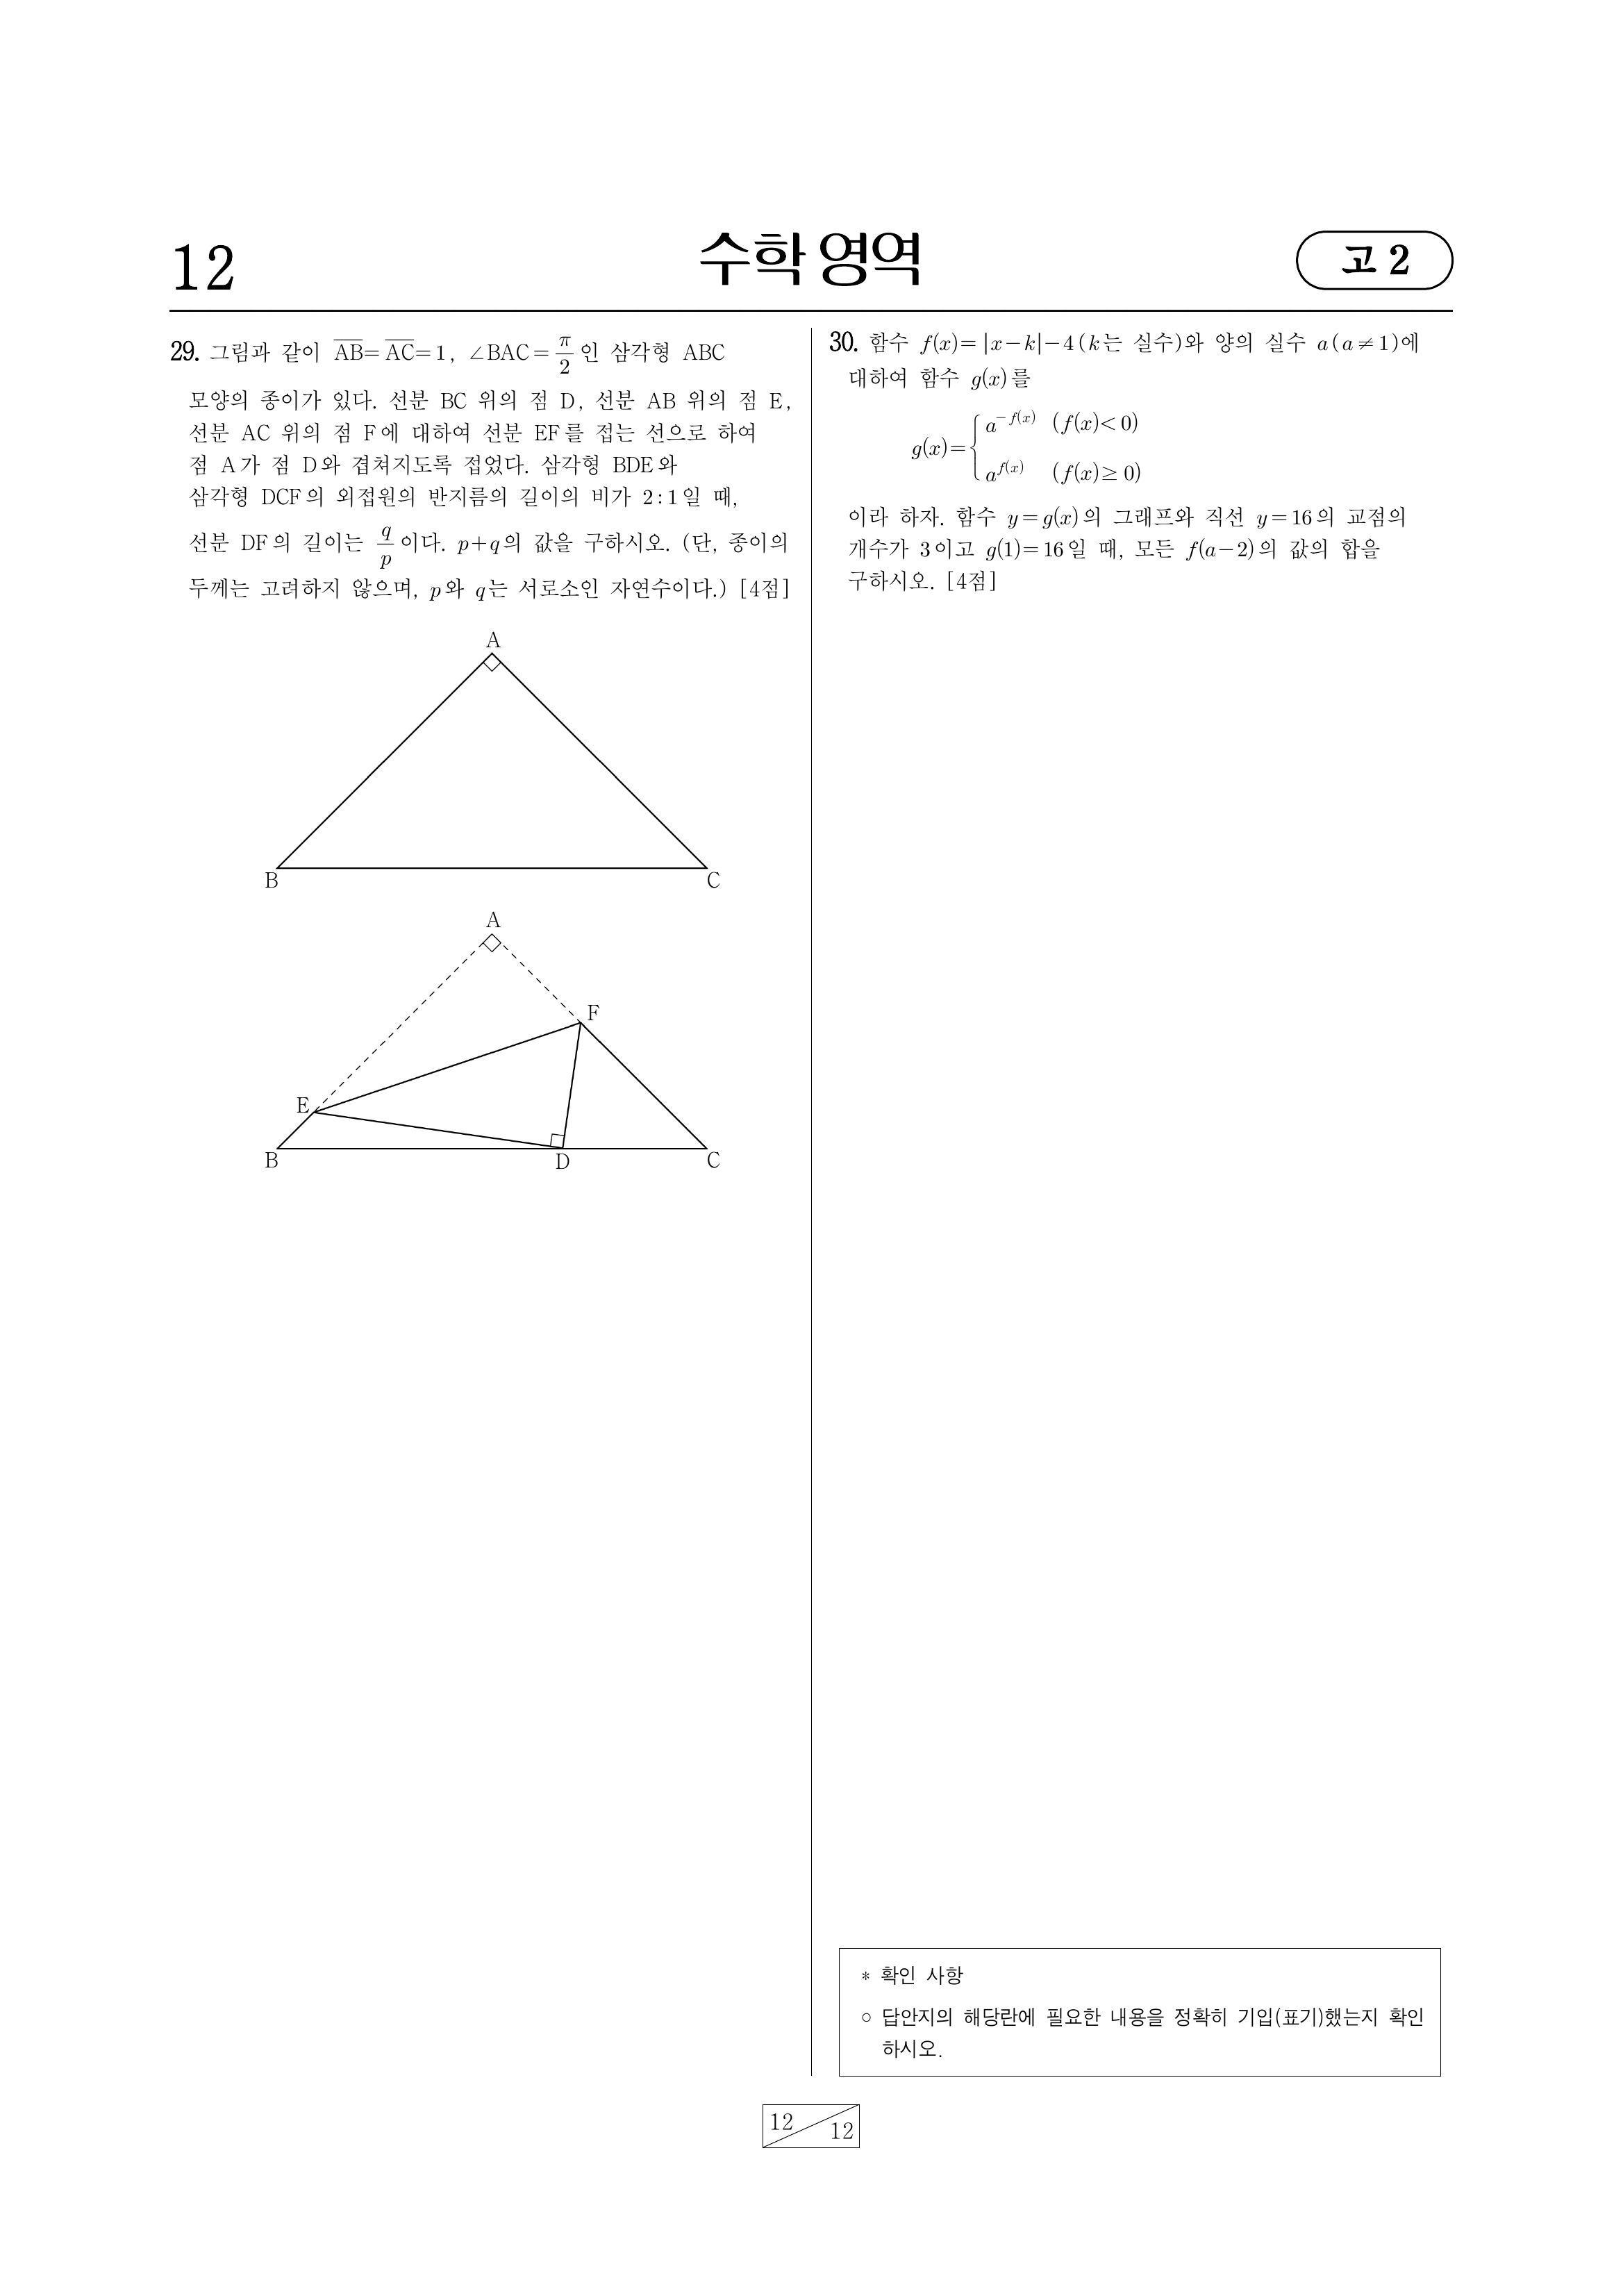 12
수학 영역
고 2
29. 그림과 같이 $\overline{AB}=\overline{AC}=1$, $\angle BAC=\frac{\pi}{2}$인 삼각형 ABC
모양의 종이가 있다. 선분 BC 위의 점 D, 선분 AB 위의 점 E,
선분 AC 위의 점 F에 대하여 선분 EF를 접는 선으로 하여
점 A가 점 D와 겹쳐지도록 접었다. 삼각형 BDE와
삼각형 DCF의 외접원의 반지름의 길이의 비가 2:1일 때,
선분 DF의 길이는 $\frac{q}{p}$이다. $p+q$의 값을 구하시오. (단, 종이의
두께는 고려하지 않으며, $p$와 $q$는 서로소인 자연수이다.) [4점]
A
B
C
A
F
E
B
D
C
30. 함수 $f(x)=|x-k|-4$ ($k$는 실수)와 양의 실수 $a$ ($a\neq 1$)에
대하여 함수 $g(x)$를
$g(x)=\begin{cases} a^{-f(x)} & (f(x)<0) \\ a^{f(x)} & (f(x)\geq 0) \end{cases}$
이라 하자. 함수 $y=g(x)$의 그래프와 직선 $y=16$의 교점의
개수가 3이고 $g(1)=16$일 때, 모든 $f(a-2)$의 값의 합을
구하시오. [4점]
* 확인 사항
○ 답안지의 해당란에 필요한 내용을 정확히 기입(표기)했는지 확인
하시오.
12
12